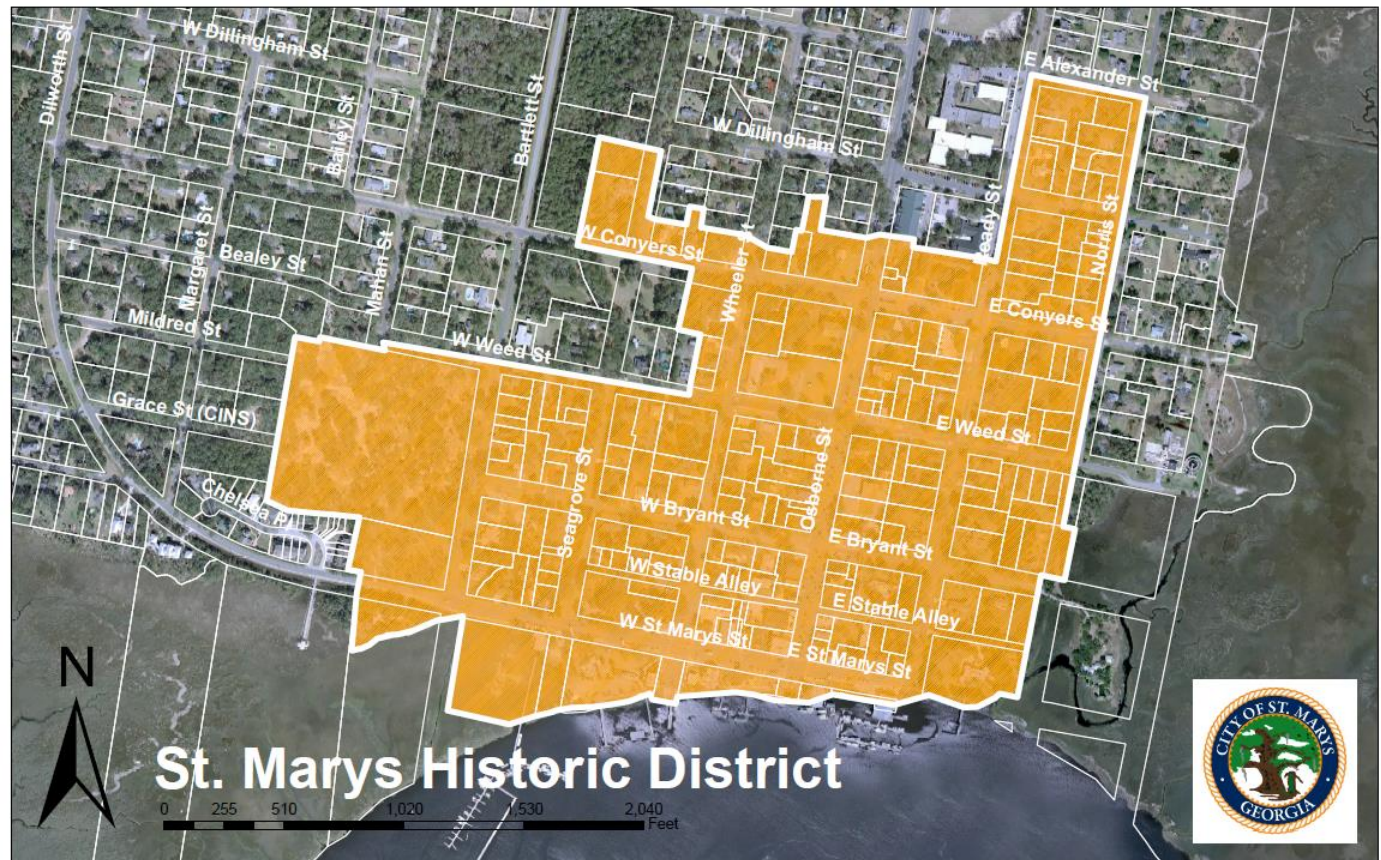 W Dillingham St
E Alexander St
Dilworth St
Bailey St
Bartlett St
W Dillingham St
Ready St
Norris St
Margaret St
Bealey St
Mahan St
W Conyers St
Wheeler St
E Conyers St
Mildred St
W Weed St
Grace St (CINS)
E Weed St
Chelsea Pl
Seagrove St
W Bryant St
Osborne St
E Bryant St
W Stable Alley
E Stable Alley
W St Marys St
E St Marys St
N
St. Marys Historic District
0 255 510 1,020 1,530 2,040
Feet
CITY OF ST. MARYS
GEORGIA